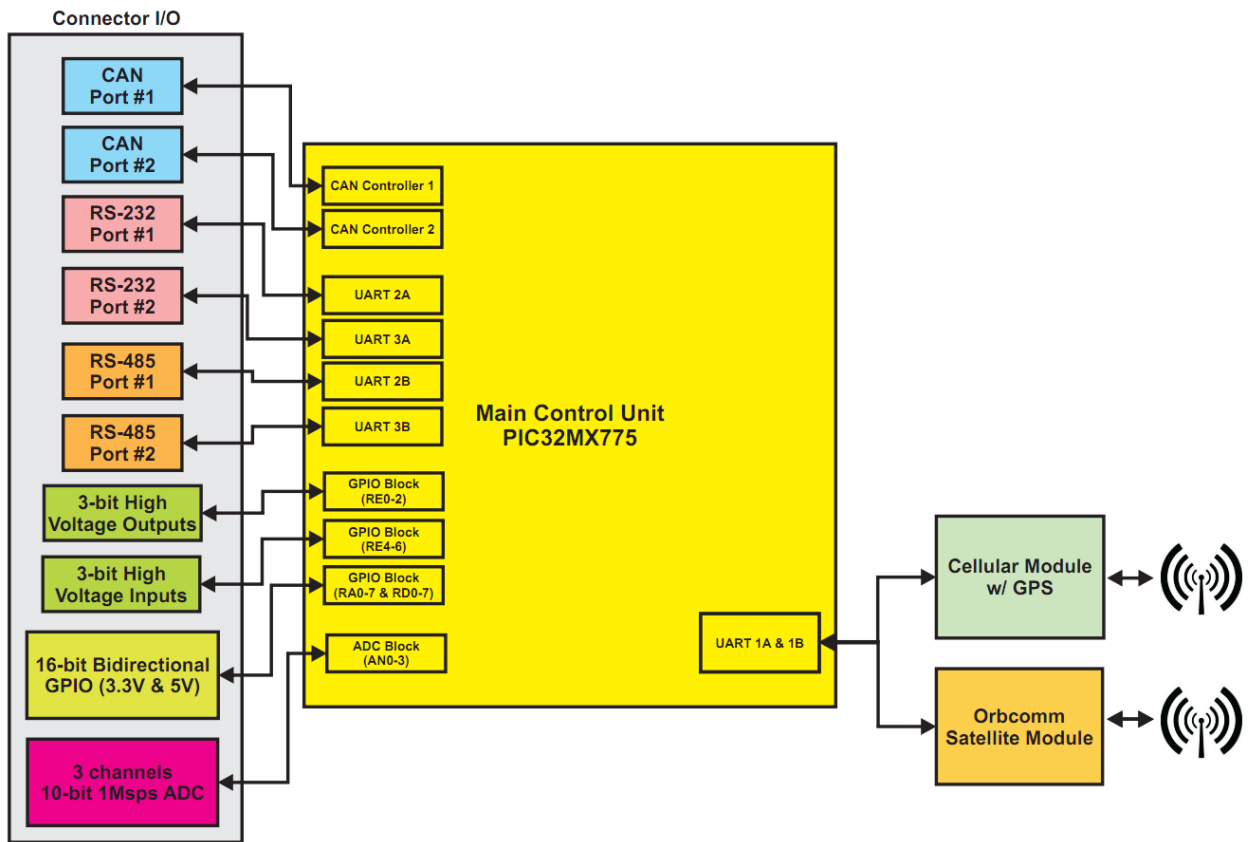 Connector I/O
CAN
Port #1
CAN
Port #2
RS-232
Port #1
RS-232
Port #2
RS-485
Port #1
RS-485
Port #2
3-bit High
Voltage Outputs
3-bit High
Voltage Inputs
16-bit Bidirectional
GPIO (3.3V & 5V)
3 channels
10-bit 1Msps ADC
CAN Controller 1
CAN Controller 2
UART 2A
UART 3A
UART 2B
UART 3B
GPIO Block
(RE0-2)
GPIO Block
(RE4-6)
GPIO Block
(RA0-7 & RD0-7)
ADC Block
(AN0-3)
Main Control Unit
PIC32MX775
UART 1A & 1B
Cellular Module
w/ GPS
Orbcomm
Satellite Module